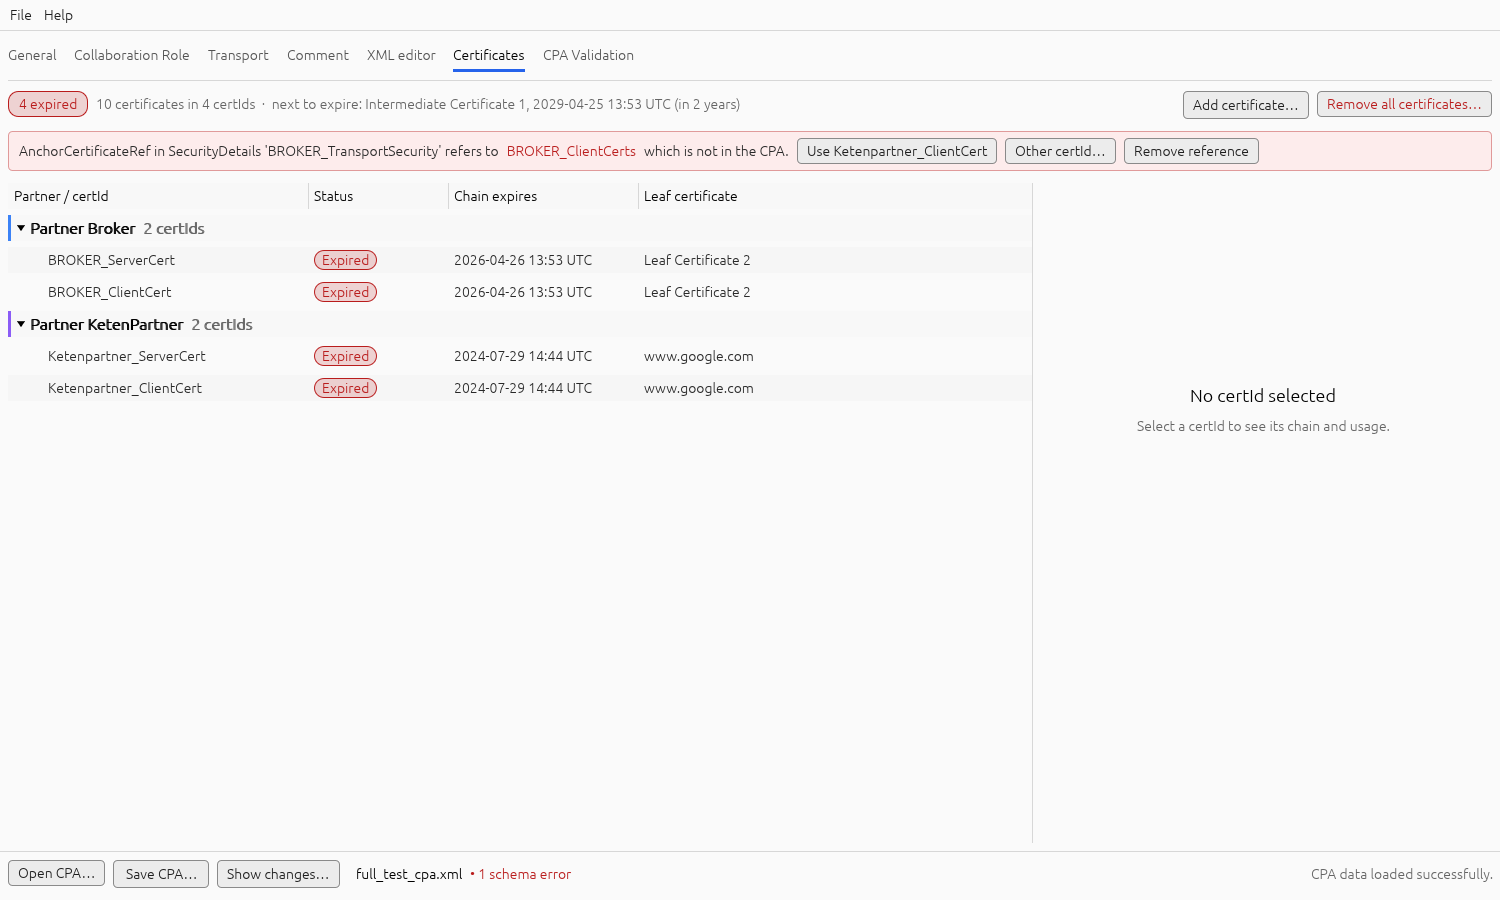 File Help
General Collaboration Role Transport Comment XML editor Certificates CPA Validation
4 expired 10 certificates in 4 certIds · next to expire: Intermediate Certificate 1, 2029-04-25 13:53 UTC (in 2 years) Add certificate... Remove all certificates...
AnchorCertificateRef in SecurityDetails 'BROKER_TransportSecurity' refers to BROKER_ClientCerts which is not in the CPA. Use Ketenpartner_ClientCert Other certId... Remove reference
Partner / certId Status Chain expires Leaf certificate
Partner Broker 2 certIds
BROKER_ServerCert Expired 2026-04-26 13:53 UTC Leaf Certificate 2
BROKER_ClientCert Expired 2026-04-26 13:53 UTC Leaf Certificate 2
Partner KetenPartner 2 certIds
Ketenpartner_ServerCert Expired 2024-07-29 14:44 UTC www.google.com
Ketenpartner_ClientCert Expired 2024-07-29 14:44 UTC www.google.com
No certId selected
Select a certId to see its chain and usage.
Open CPA... Save CPA... Show changes... full_test_cpa.xml • 1 schema error CPA data loaded successfully.